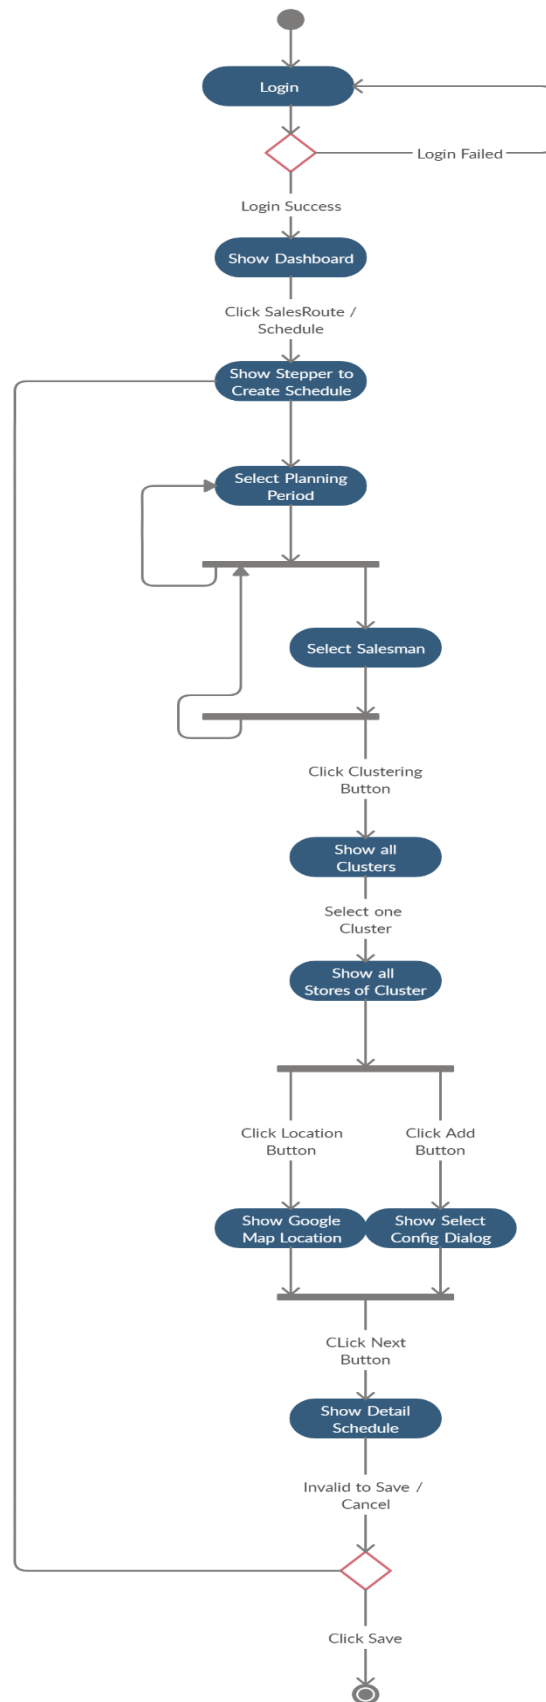 Login
Login Failed
Login Success
Show Dashboard
Click SalesRoute /
Schedule
Show Stepper to
Create Schedule
Select Planning
Period
Select Salesman
Click Clustering
Button
Show all
Clusters
Select one
Cluster
Show all
Stores of Cluster
Click Location
Button
Click Add
Button
Show Google
Map Location
Show Select
Config Dialog
CLick Next
Button
Show Detail
Schedule
Invalid to Save /
Cancel
Click Save